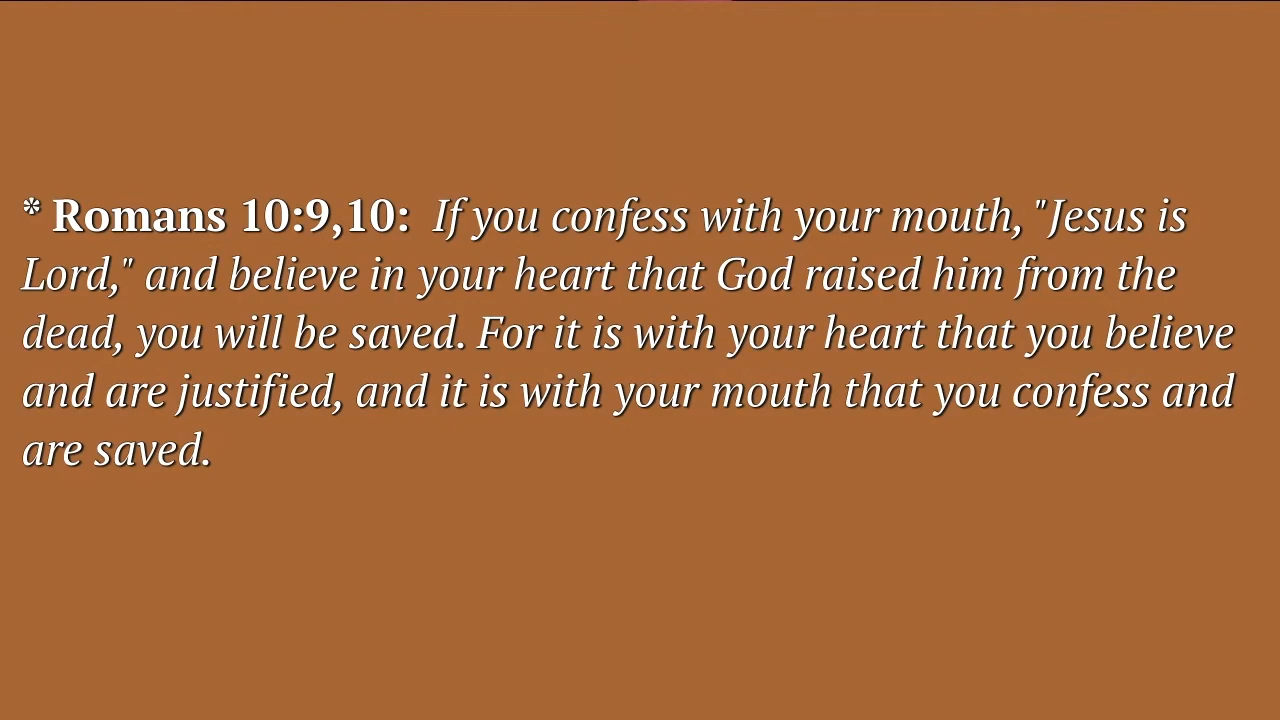 * Romans 10:9,10: If you confess with your mouth, "Jesus is
Lord," and believe in your heart that God raised him from the
dead, you will be saved. For it is with your heart that you believe
and are justified, and it is with your mouth that you confess and
are saved.